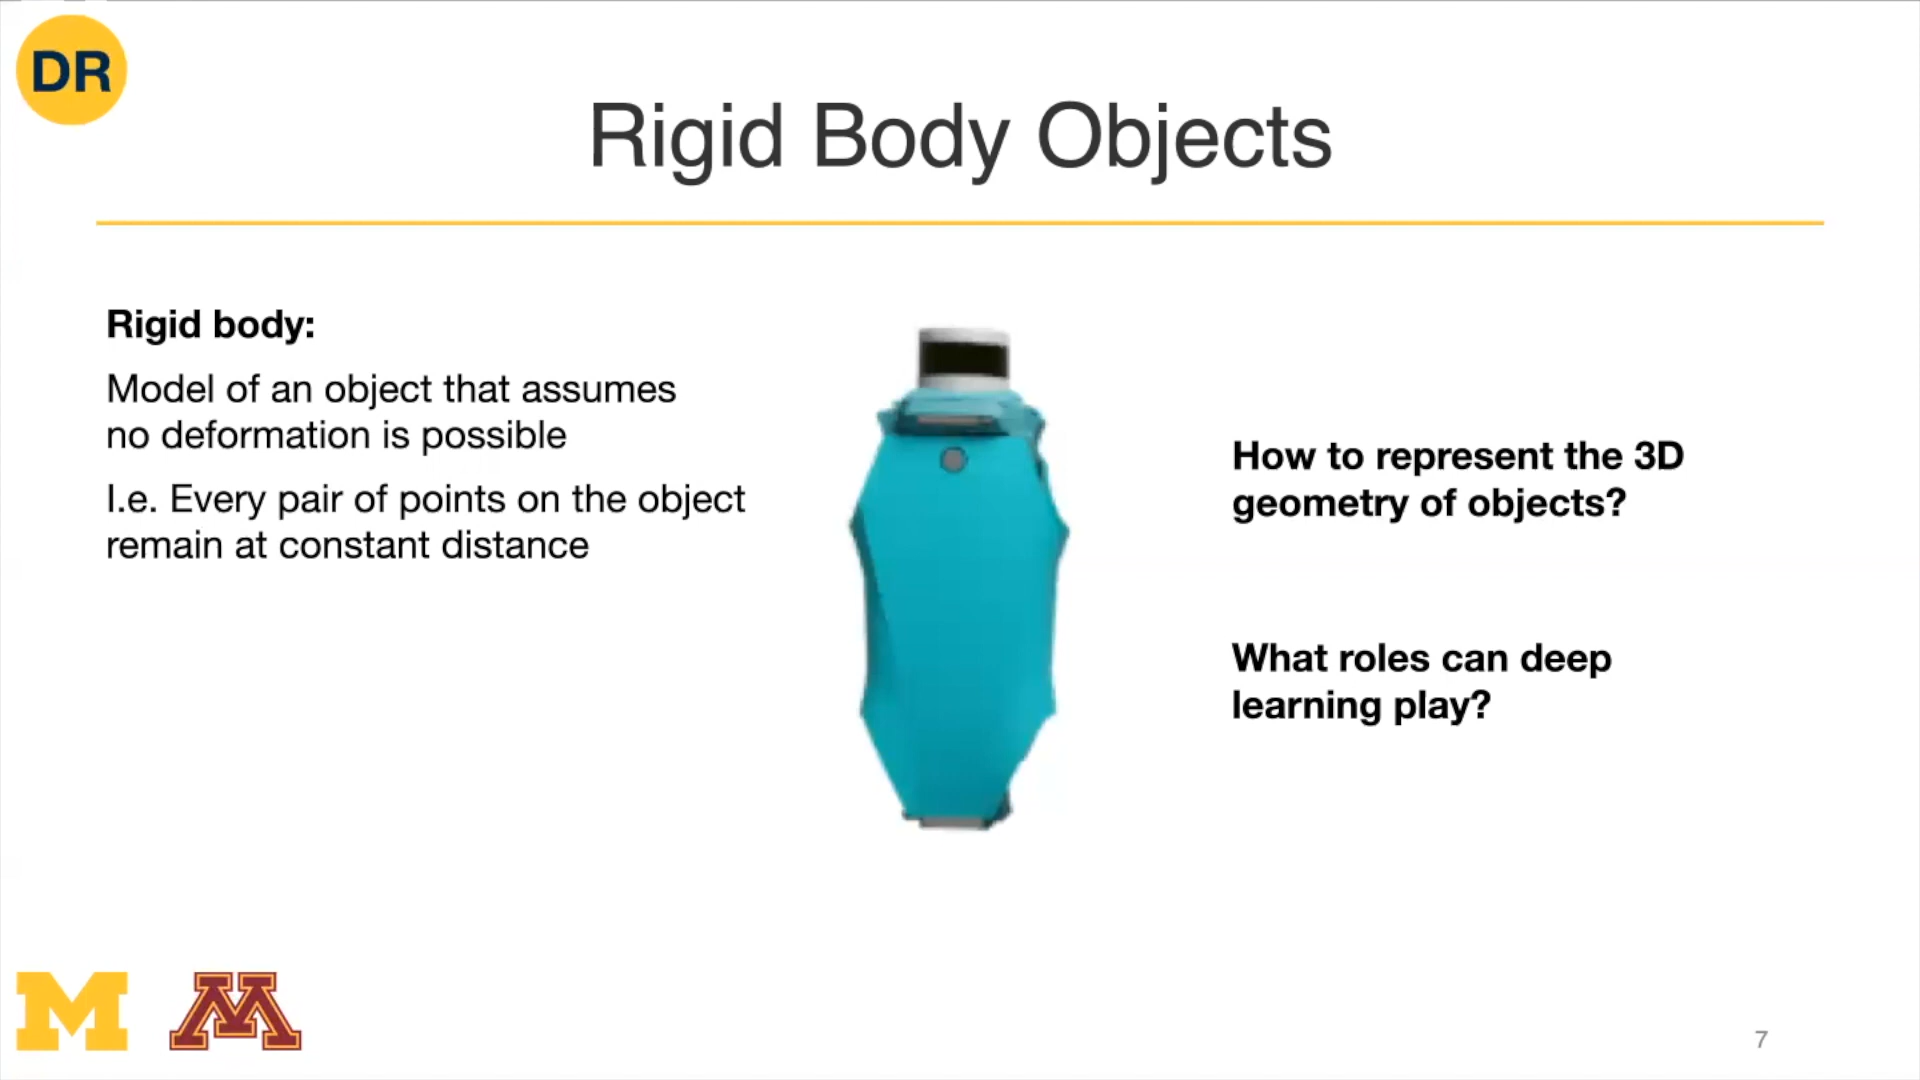 DR
Rigid Body Objects
Rigid body:
Model of an object that assumes
no deformation is possible
I.e. Every pair of points on the object
remain at constant distance
How to represent the 3D
geometry of objects?
What roles can deep
learning play?
M M
7